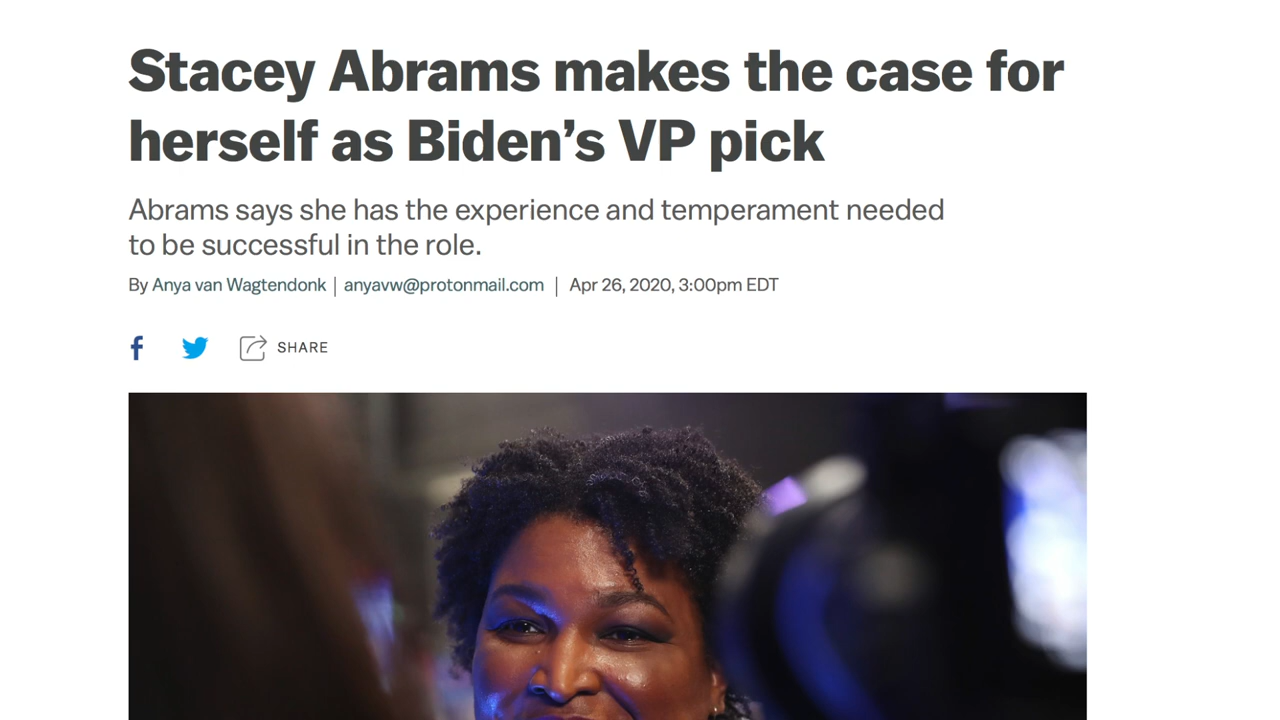 Stacey Abrams makes the case for
herself as Biden’s VP pick
Abrams says she has the experience and temperament needed
to be successful in the role.
By Anya van Wagtendonk | anyavw@protonmail.com | Apr 26, 2020, 3:00pm EDT
SHARE